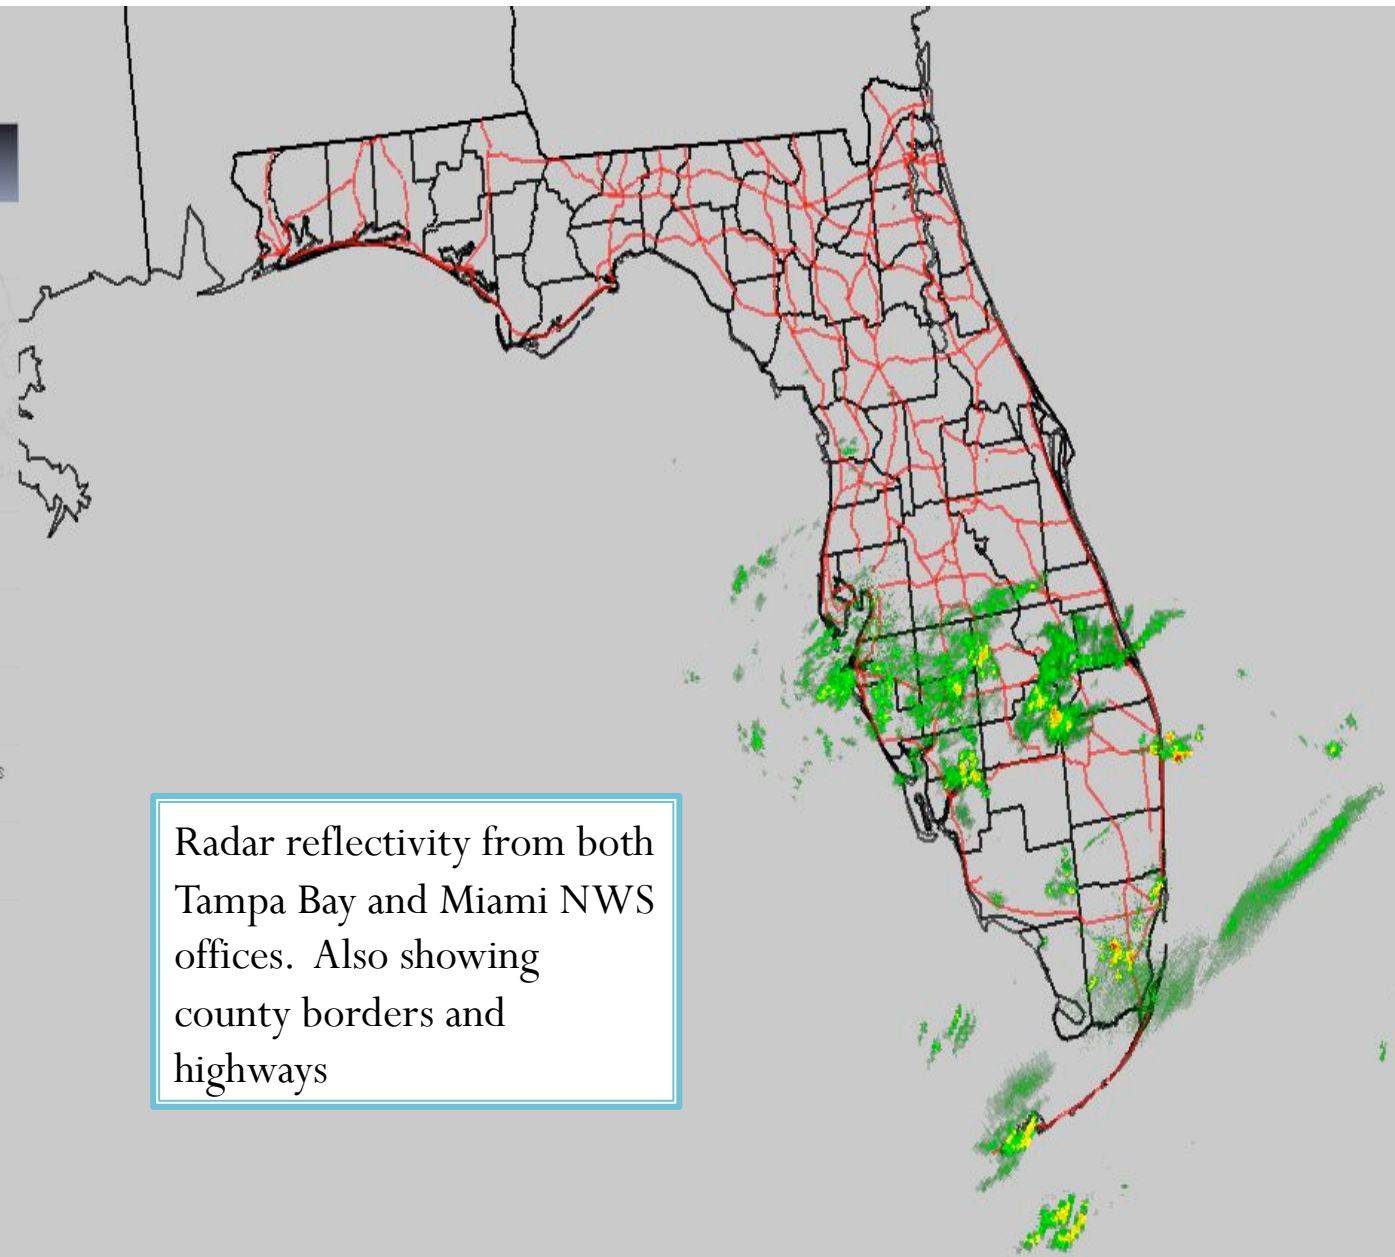 Radar reflectivity from both
Tampa Bay and Miami NWS
offices.  Also showing
county borders and
highways
s